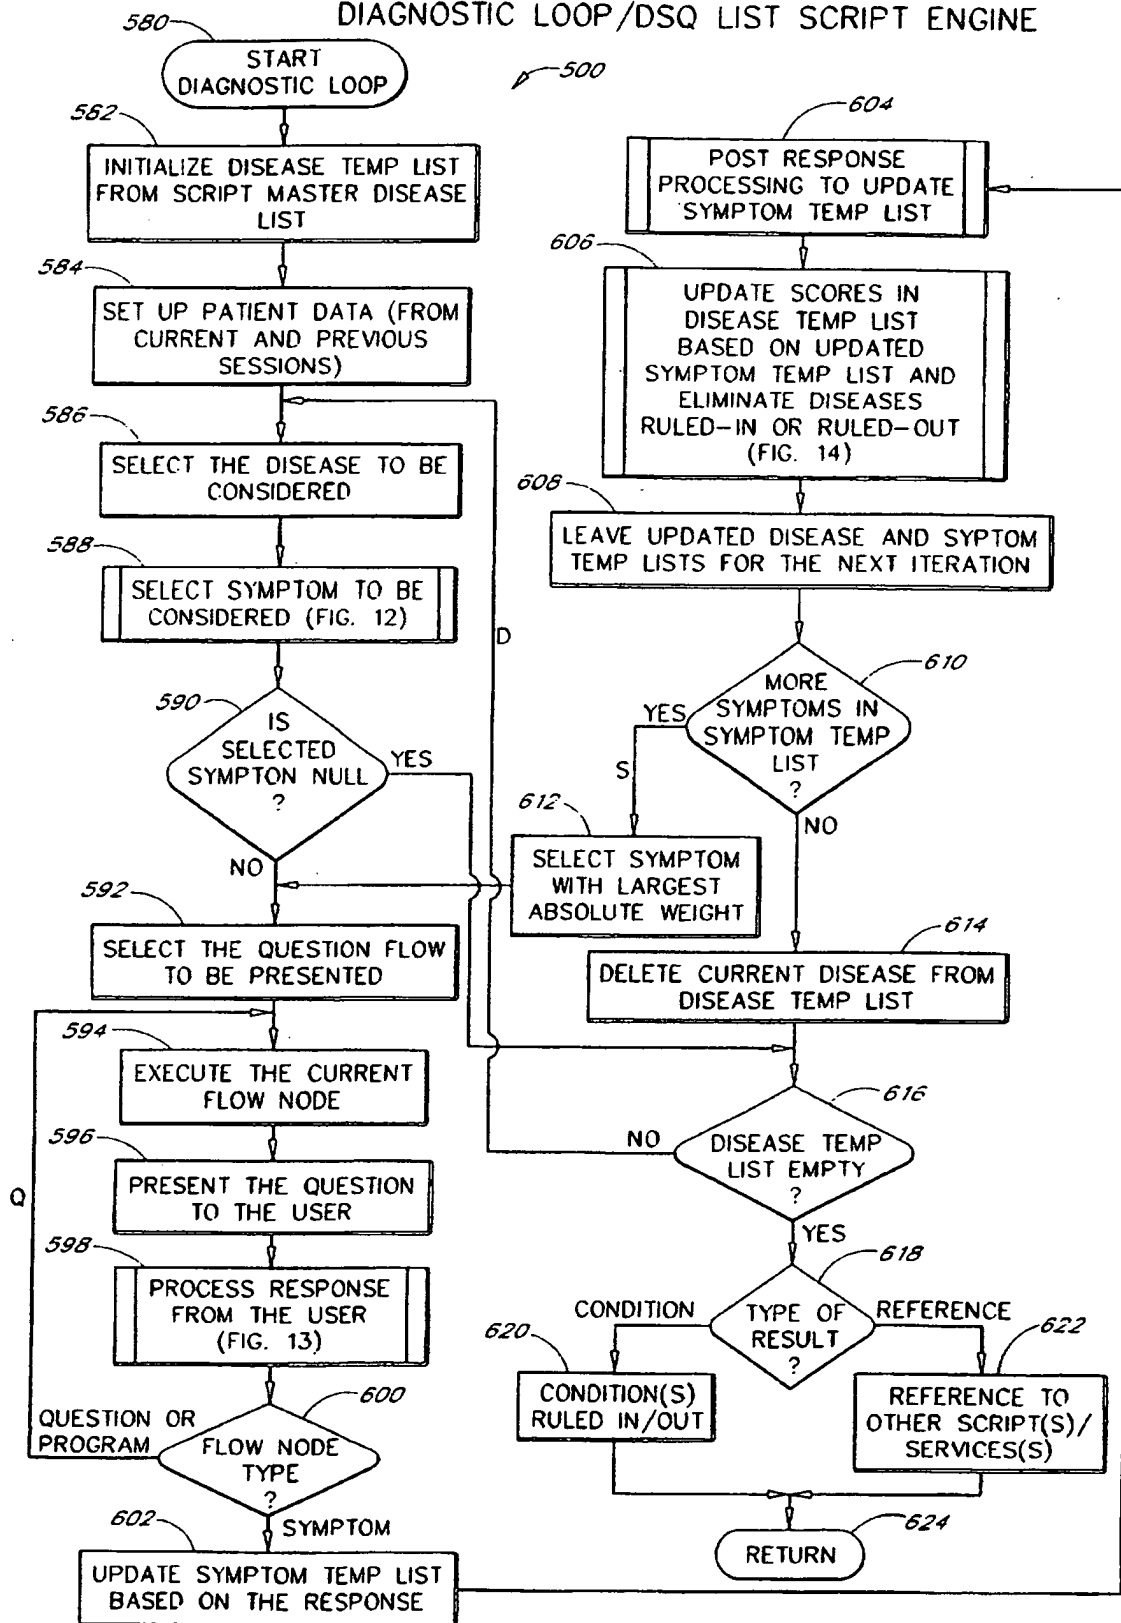 DIAGNOSTIC LOOP/DSQ LIST SCRIPT ENGINE
500
580
START
DIAGNOSTIC LOOP
582
INITIALIZE DISEASE TEMP LIST
FROM SCRIPT MASTER DISEASE
LIST
584
SET UP PATIENT DATA (FROM
CURRENT AND PREVIOUS
SESSIONS)
586
SELECT THE DISEASE TO BE
CONSIDERED
588
SELECT SYMPTOM TO BE
CONSIDERED (FIG. 12)
D
590
IS
SELECTED
SYMPTON NULL
?
YES
NO
592
SELECT THE QUESTION FLOW
TO BE PRESENTED
594
EXECUTE THE CURRENT
FLOW NODE
596
PRESENT THE QUESTION
TO THE USER
Q
598
PROCESS RESPONSE
FROM THE USER
(FIG. 13)
600
QUESTION OR
PROGRAM
FLOW NODE
TYPE
?
SYMPTOM
602
UPDATE SYMPTOM TEMP LIST
BASED ON THE RESPONSE
604
POST RESPONSE
PROCESSING TO UPDATE
SYMPTOM TEMP LIST
606
UPDATE SCORES IN
DISEASE TEMP LIST
BASED ON UPDATED
SYMPTOM TEMP LIST AND
ELIMINATE DISEASES
RULED-IN OR RULED-OUT
(FIG. 14)
608
LEAVE UPDATED DISEASE AND SYPTOM
TEMP LISTS FOR THE NEXT ITERATION
610
MORE
SYMPTOMS IN
SYMPTOM TEMP
LIST
?
YES
S
NO
612
SELECT SYMPTOM
WITH LARGEST
ABSOLUTE WEIGHT
614
DELETE CURRENT DISEASE FROM
DISEASE TEMP LIST
616
NO
DISEASE TEMP
LIST EMPTY
?
YES
618
CONDITION
TYPE OF
RESULT
?
REFERENCE
620
CONDITION(S)
RULED IN/OUT
622
REFERENCE TO
OTHER SCRIPT(S)/
SERVICES(S)
624
RETURN